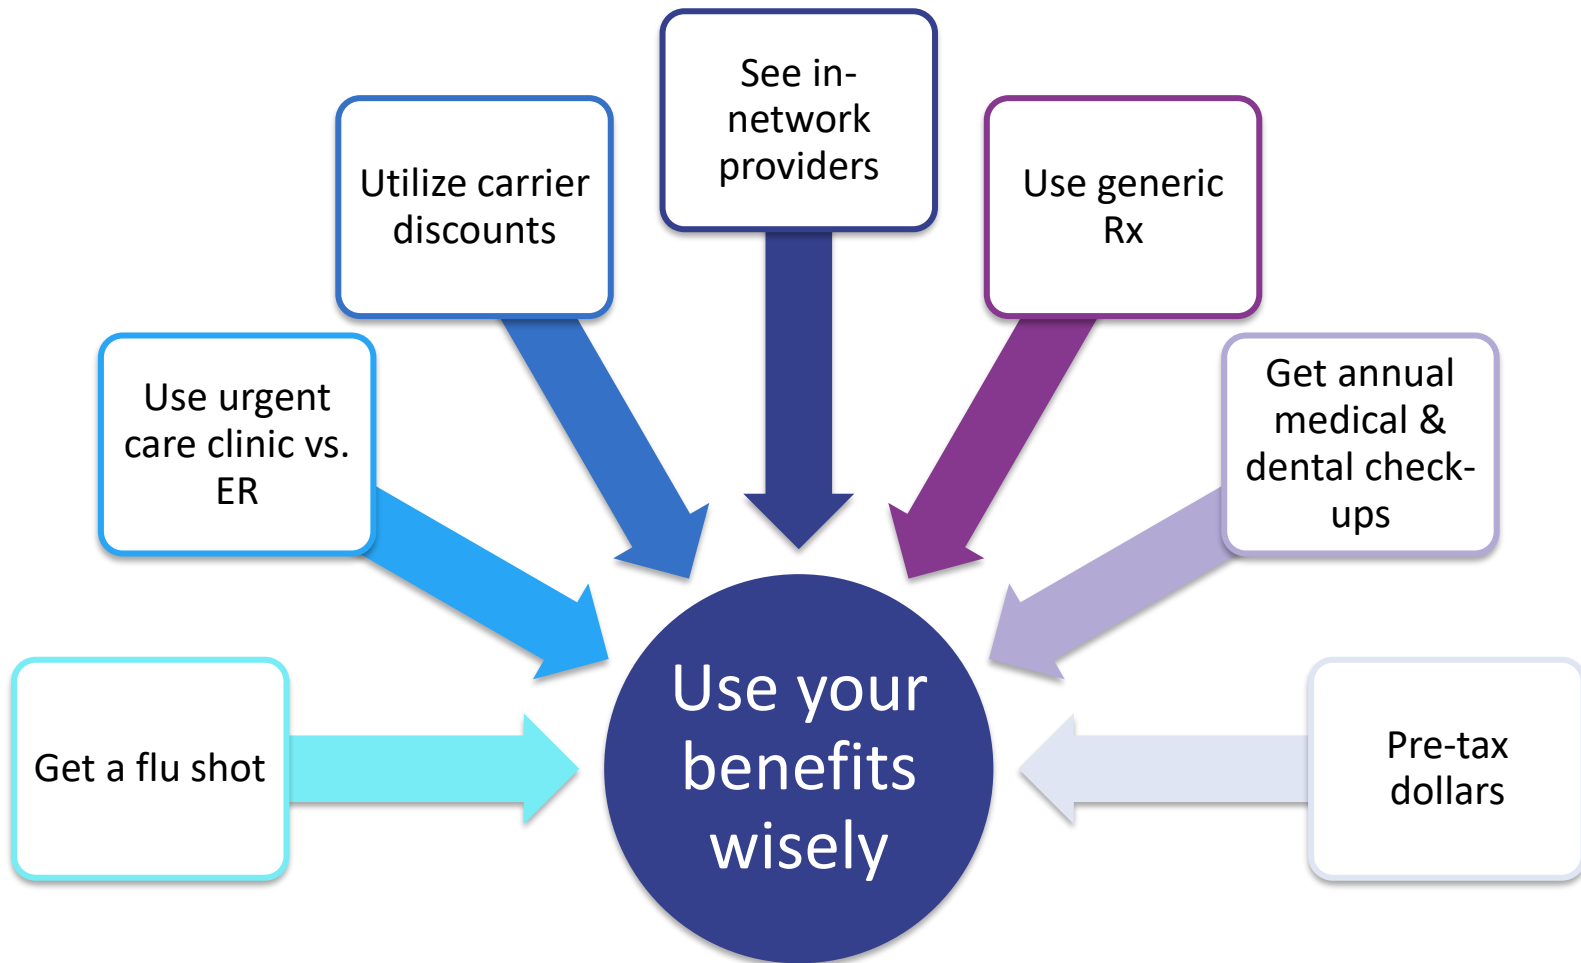 Get a flu shot
Use urgent
care clinic vs.
ER
Utilize carrier
discounts
See in-
network
providers
Use generic
Rx
Get annual
medical &
dental check-
ups
Pre-tax
dollars
Use your
benefits
wisely